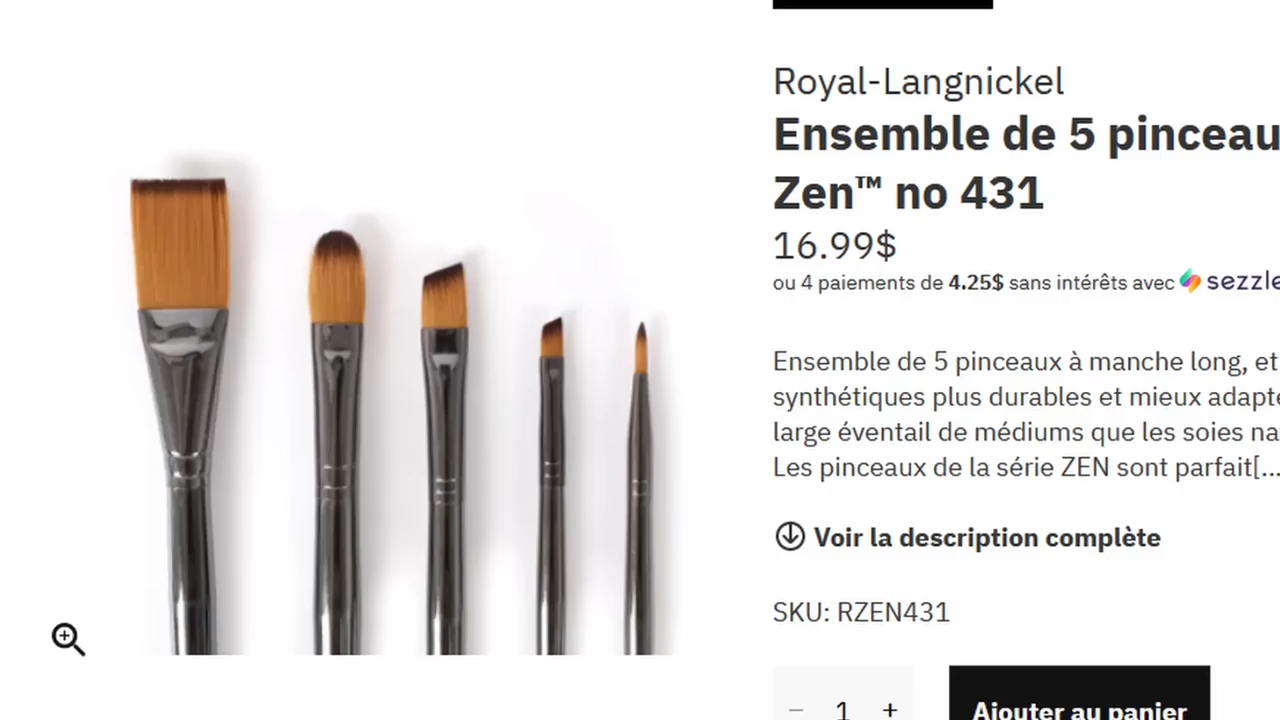 Royal-Langnickel
Ensemble de 5 pinceau
Zen™ no 431
16.99$
ou 4 paiements de 4.25$ sans intérêts avec sezzle
Ensemble de 5 pinceaux à manche long, et
synthétiques plus durables et mieux adapté
large éventail de médiums que les soies na
Les pinceaux de la série ZEN sont parfait[...
Voir la description complète
SKU: RZEN431
− 1 + Ajouter au panier